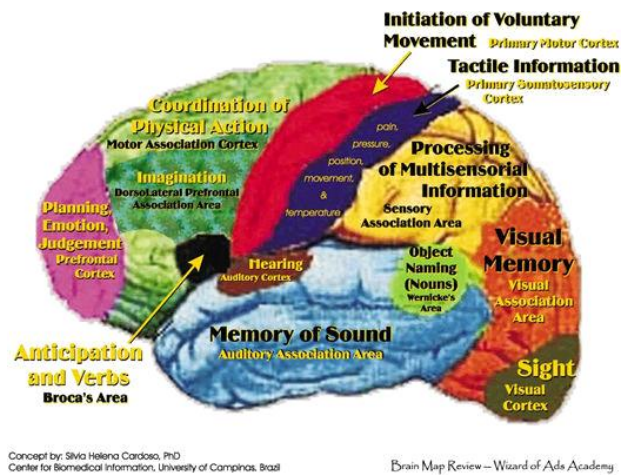 Initiation of Voluntary
Movement Primary Motor Cortex
Tactile Information
Primary Somatosensory
Cortex
Coordination of
Physical Action
Motor Association Cortex
pain,
pressure,
position,
movement,
&
temperature
Processing
of Multisensorial
Information
Sensory
Association Area
Imagination
DorsoLateral Prefrontal
Association Area
Planning,
Emotion,
Judgement
Prefrontal
Cortex
Hearing
Auditory Cortex
Object
Naming
(Nouns)
Wernicke's
Area
Visual
Memory
Visual
Association
Area
Memory of Sound
Auditory Association Area
Anticipation
and Verbs
Broca's Area
Sight
Visual
Cortex
Concept by: Silvia Helena Cardoso, PhD
Center for Biomedical Information, University of Campinas, Brazil
Brain Map Review — Wizard of Ads Academy